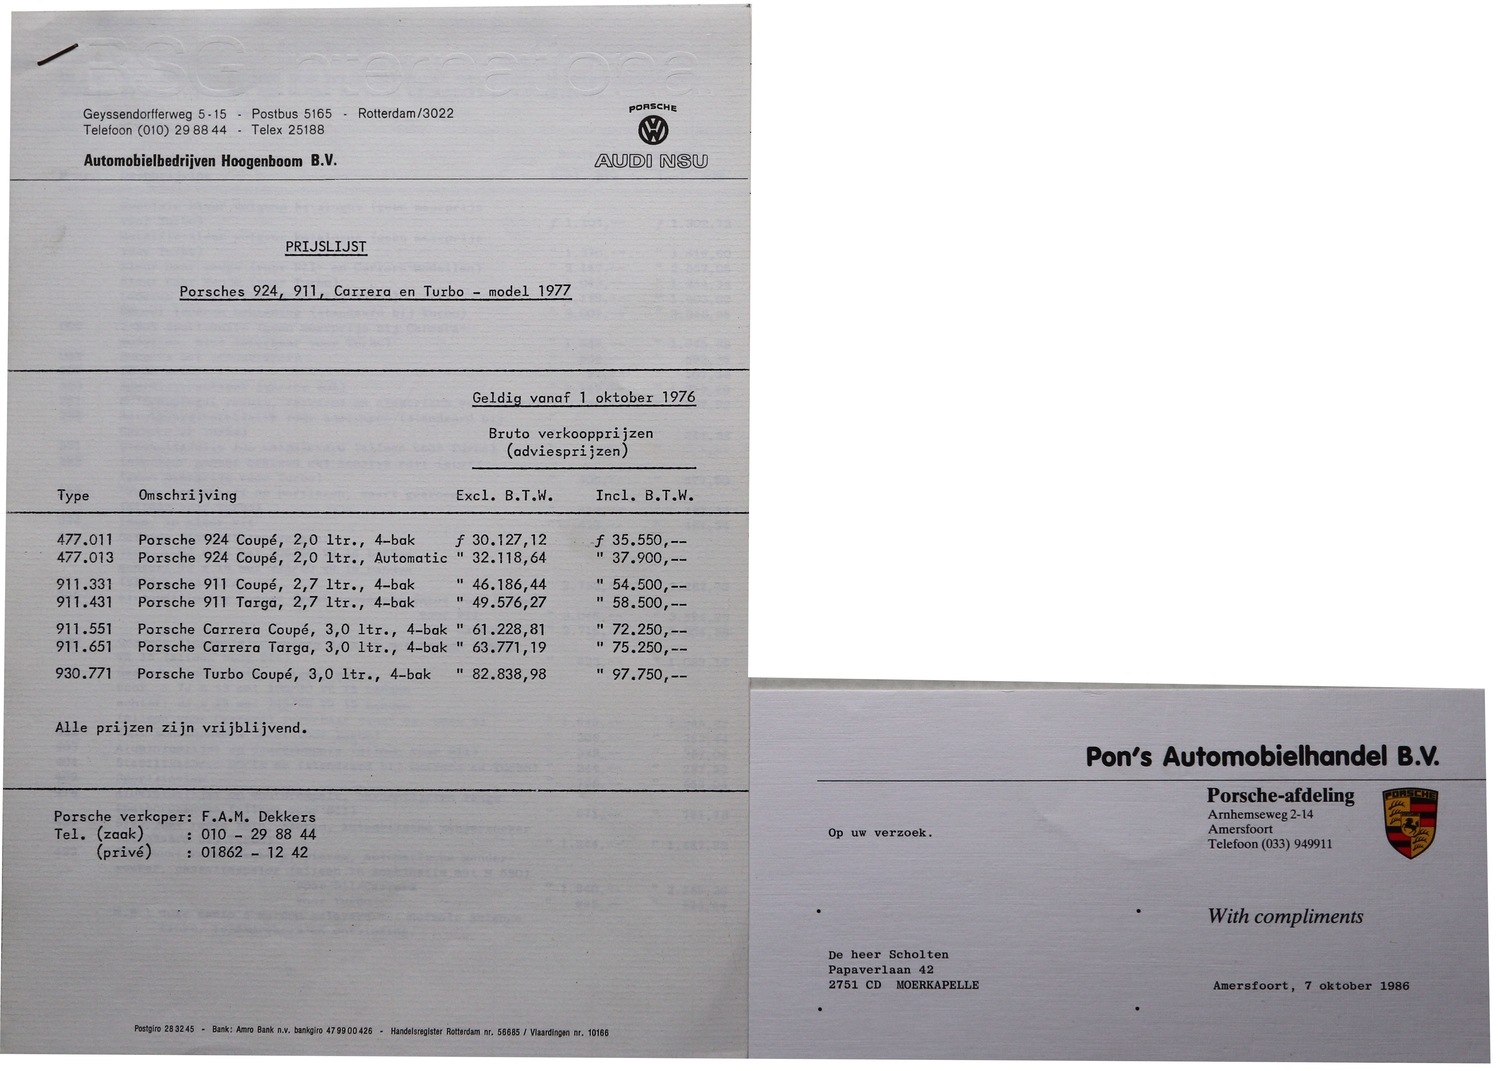 Geyssendorfferweg 5-15 - Postbus 5165 - Rotterdam/3022
Telefoon (010) 29 88 44 - Telex 25188
Automobielbedrijven Hoogenboom B.V.
PORSCHE
AUDI NSU
PRIJSLIJST
Porsches 924, 911, Carrera en Turbo - model 1977
Geldig vanaf 1 oktober 1976
Bruto verkoopprijzen
(adviesprijzen)
Type Omschrijving Excl. B.T.W. Incl. B.T.W.
477.011 Porsche 924 Coupé, 2,0 ltr., 4-bak f 30.127,12 f 35.550,--
477.013 Porsche 924 Coupé, 2,0 ltr., Automatic " 32.118,64 " 37.900,--
911.331 Porsche 911 Coupé, 2,7 ltr., 4-bak " 46.186,44 " 54.500,--
911.431 Porsche 911 Targa, 2,7 ltr., 4-bak " 49.576,27 " 58.500,--
911.551 Porsche Carrera Coupé, 3,0 ltr., 4-bak " 61.228,81 " 72.250,--
911.651 Porsche Carrera Targa, 3,0 ltr., 4-bak " 63.771,19 " 75.250,--
930.771 Porsche Turbo Coupé, 3,0 ltr., 4-bak " 82.838,98 " 97.750,--
Alle prijzen zijn vrijblijvend.
Porsche verkoper: F.A.M. Dekkers
Tel. (zaak) : 010 - 29 88 44
(privé) : 01862 - 12 42
Postgiro 28 32 45 - Bank: Amro Bank n.v. bankgiro 47 99 00 426 - Handelsregister Rotterdam nr. 56685 / Vlaardingen nr. 10166
Pon's Automobielhandel B.V.
Porsche-afdeling
Arnhemseweg 2-14
Amersfoort
Telefoon (033) 949911
PORSCHE
Op uw verzoek.
With compliments
De heer Scholten
Papaverlaan 42
2751 CD MOERKAPELLE
Amersfoort, 7 oktober 1986